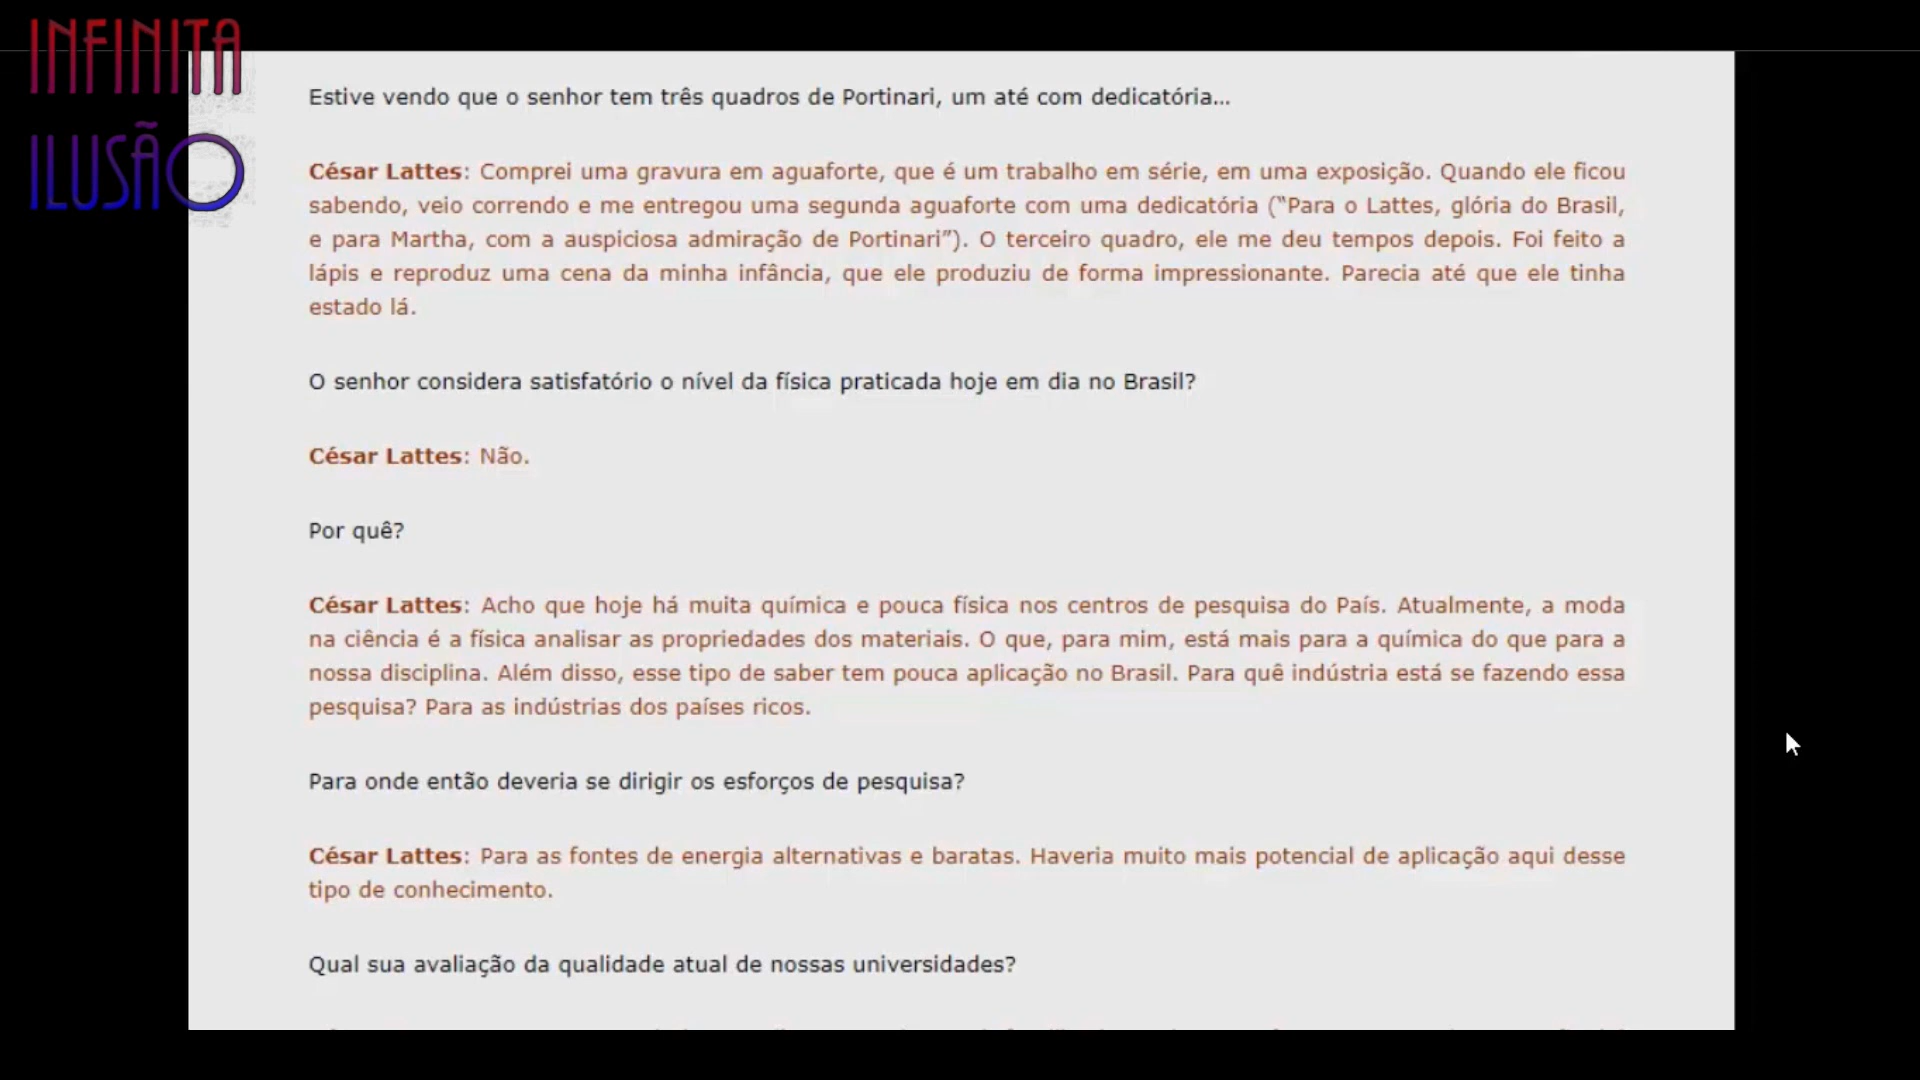 INFINITA
ILUSÃO
Estive vendo que o senhor tem três quadros de Portinari, um até com dedicatória...
César Lattes: Comprei uma gravura em aguaforte, que é um trabalho em série, em uma exposição. Quando ele ficou
sabendo, veio correndo e me entregou uma segunda aguaforte com uma dedicatória (“Para o Lattes, glória do Brasil,
e para Martha, com a auspiciosa admiração de Portinari”). O terceiro quadro, ele me deu tempos depois. Foi feito a
lápis e reproduz uma cena da minha infância, que ele produziu de forma impressionante. Parecia até que ele tinha
estado lá.
O senhor considera satisfatório o nível da física praticada hoje em dia no Brasil?
César Lattes: Não.
Por quê?
César Lattes: Acho que hoje há muita química e pouca física nos centros de pesquisa do País. Atualmente, a moda
na ciência é a física analisar as propriedades dos materiais. O que, para mim, está mais para a química do que para a
nossa disciplina. Além disso, esse tipo de saber tem pouca aplicação no Brasil. Para quê indústria está se fazendo essa
pesquisa? Para as indústrias dos países ricos.
Para onde então deveria se dirigir os esforços de pesquisa?
César Lattes: Para as fontes de energia alternativas e baratas. Haveria muito mais potencial de aplicação aqui desse
tipo de conhecimento.
Qual sua avaliação da qualidade atual de nossas universidades?